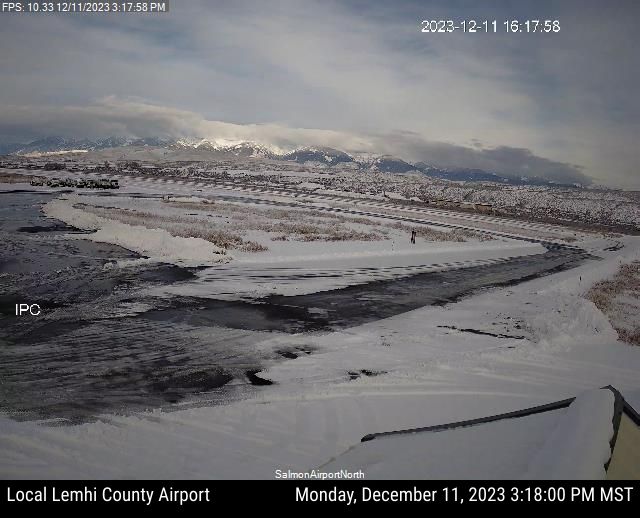 FPS: 10.33 12/11/2023 3:17:58 PM
2023-12-11 16:17:58
IPC
SalmonAirportNorth
Local Lemhi County Airport Monday, December 11, 2023 3:18:00 PM MST